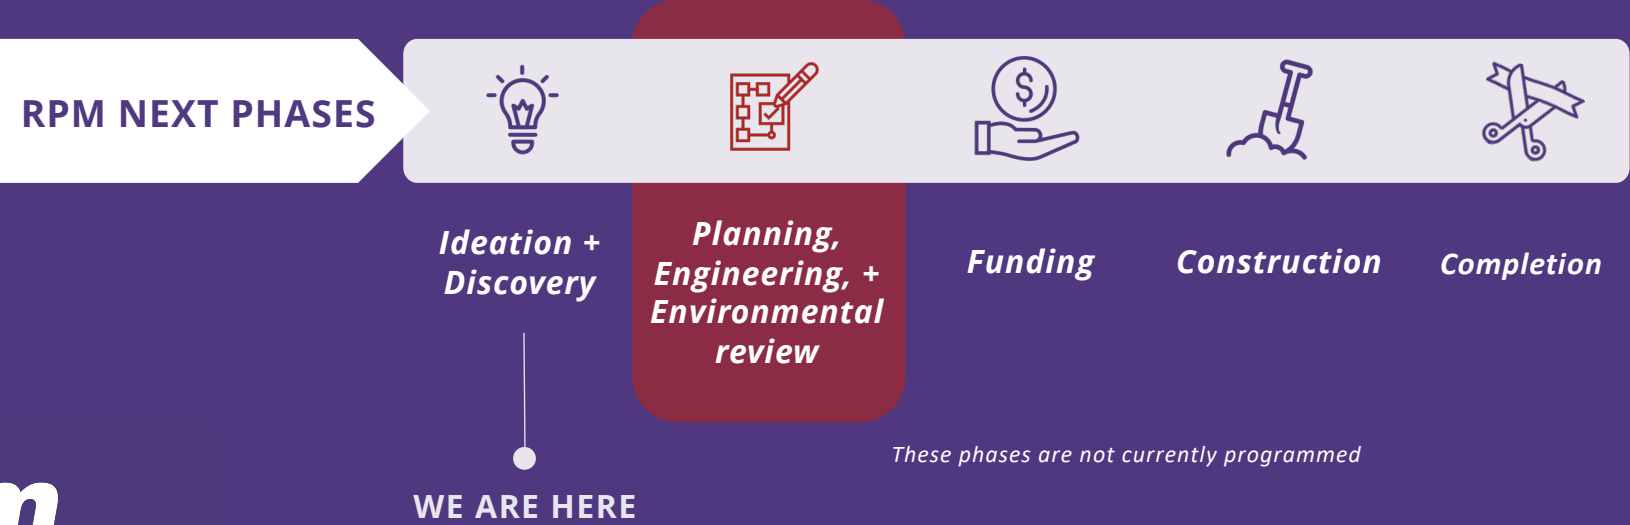 RPM NEXT PHASES
Ideation +
Discovery
Planning,
Engineering, +
Environmental
review
Funding
Construction
Completion
These phases are not currently programmed
WE ARE HERE